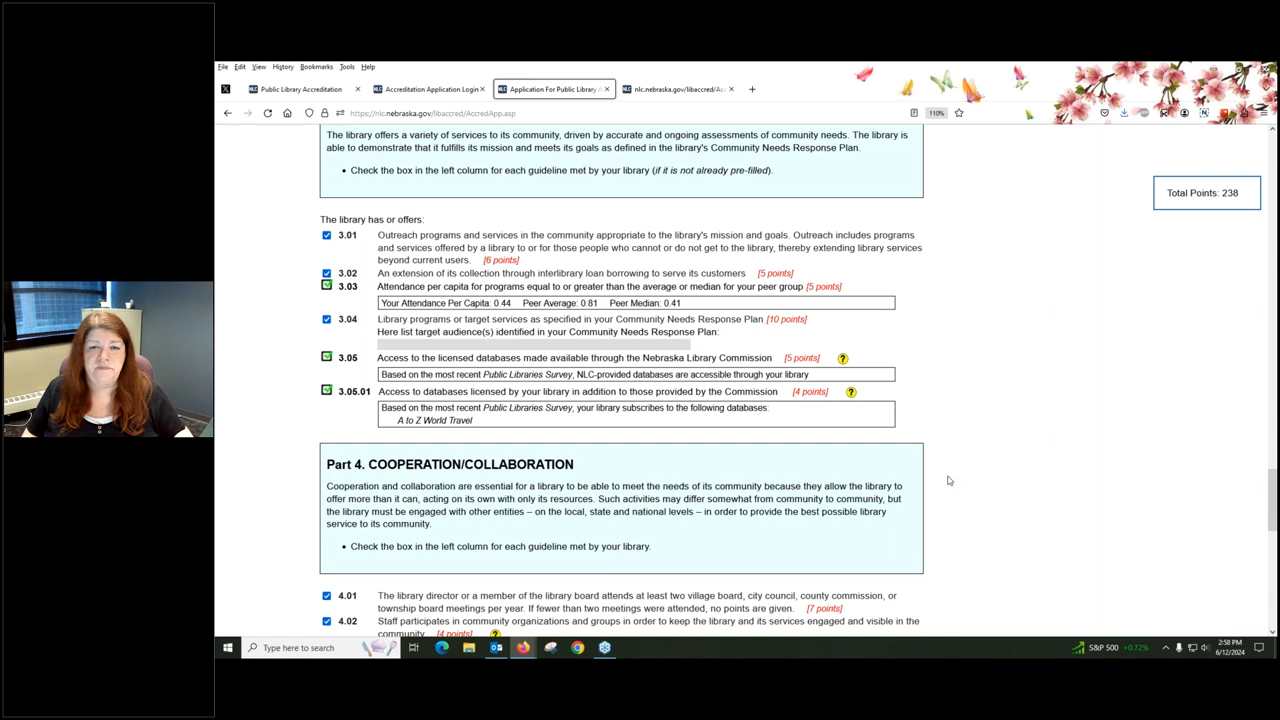 File Edit View History Bookmarks Tools Help
X NLC Public Library Accreditation × NLC Accreditation Application Login × NLC Application For Public Library A × NLC nlc.nebraska.gov/libaccred/Acc × +
https://nlc.nebraska.gov/libaccred/AccredApp.asp 110%
The library offers a variety of services to its community, driven by accurate and ongoing assessments of community needs. The library is
able to demonstrate that it fulfills its mission and meets its goals as defined in the library's Community Needs Response Plan.
• Check the box in the left column for each guideline met by your library (if it is not already pre-filled).
Total Points: 238
The library has or offers:
3.01 Outreach programs and services in the community appropriate to the library's mission and goals. Outreach includes programs
and services offered by a library to or for those people who cannot or do not get to the library, thereby extending library services
beyond current users. [6 points]
3.02 An extension of its collection through interlibrary loan borrowing to serve its customers [5 points]
3.03 Attendance per capita for programs equal to or greater than the average or median for your peer group [5 points]
Your Attendance Per Capita: 0.44 Peer Average: 0.81 Peer Median: 0.41
3.04 Library programs or target services as specified in your Community Needs Response Plan [10 points]
Here list target audience(s) identified in your Community Needs Response Plan:
3.05 Access to the licensed databases made available through the Nebraska Library Commission [5 points] ?
Based on the most recent Public Libraries Survey, NLC-provided databases are accessible through your library
3.05.01 Access to databases licensed by your library in addition to those provided by the Commission [4 points] ?
Based on the most recent Public Libraries Survey, your library subscribes to the following databases:
A to Z World Travel
Part 4. COOPERATION/COLLABORATION
Cooperation and collaboration are essential for a library to be able to meet the needs of its community because they allow the library to
offer more than it can, acting on its own with only its resources. Such activities may differ somewhat from community to community, but
the library must be engaged with other entities – on the local, state and national levels – in order to provide the best possible library
service to its community.
• Check the box in the left column for each guideline met by your library.
4.01 The library director or a member of the library board attends at least two village board, city council, county commission, or
township board meetings per year. If fewer than two meetings were attended, no points are given. [7 points]
4.02 Staff participates in community organizations and groups in order to keep the library and its services engaged and visible in the
community [4 points] ?
Type here to search
S&P 500 +0.72%
2:58 PM
6/12/2024